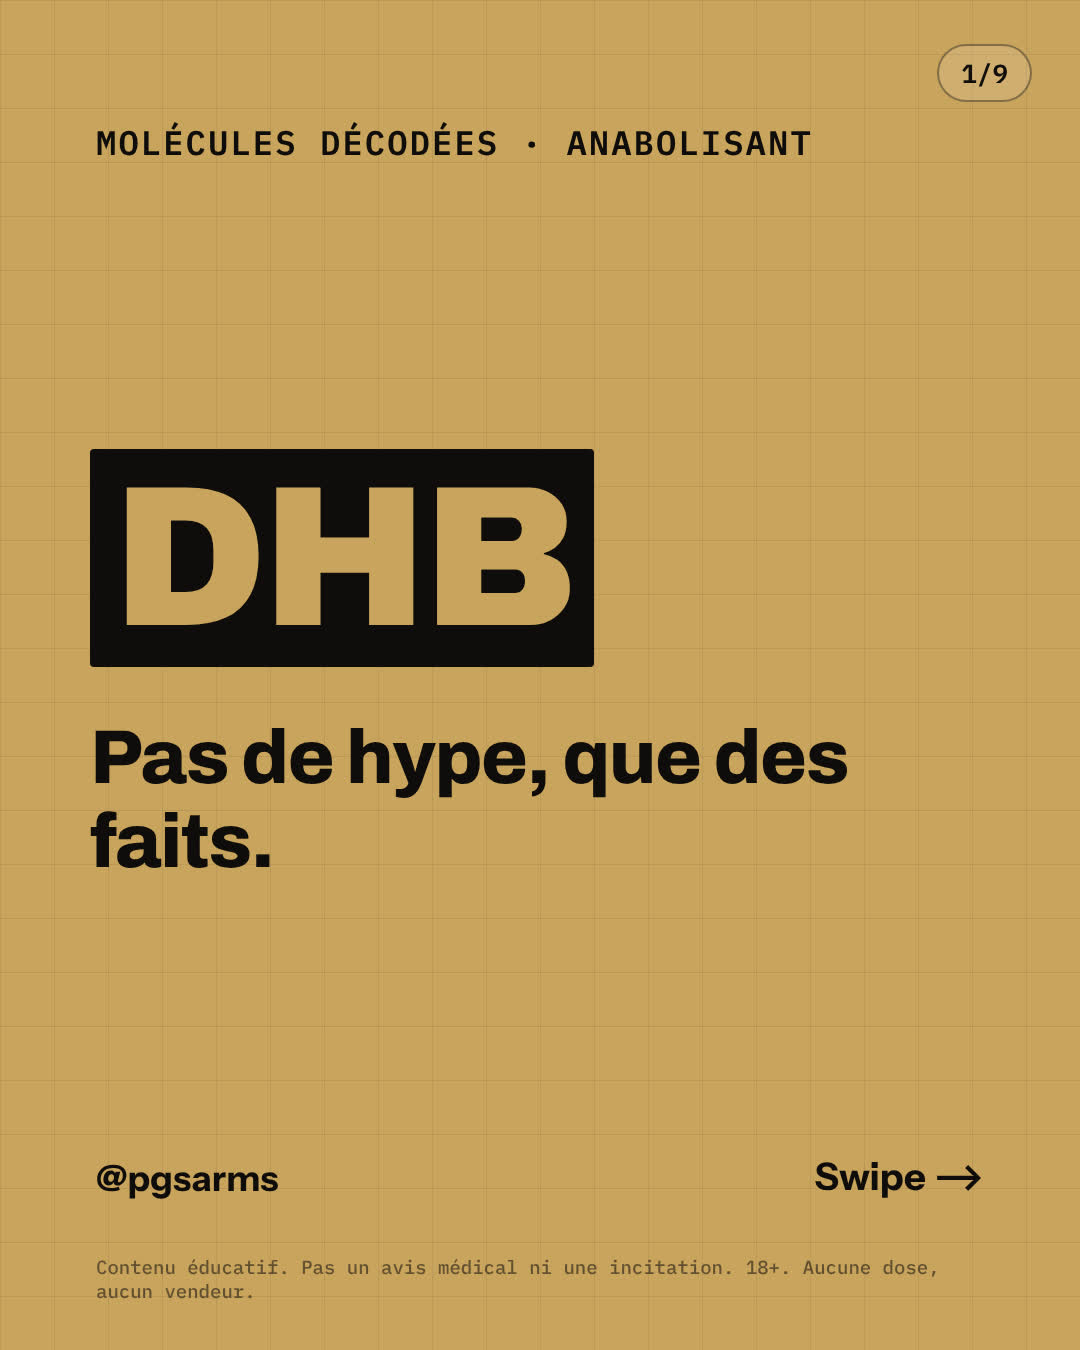 1/9
MOLÉCULES DÉCODÉES · ANABOLISANT
DHB
Pas de hype, que des
faits.
@pgsarms
Swipe →
Contenu éducatif. Pas un avis médical ni une incitation. 18+. Aucune dose,
aucun vendeur.